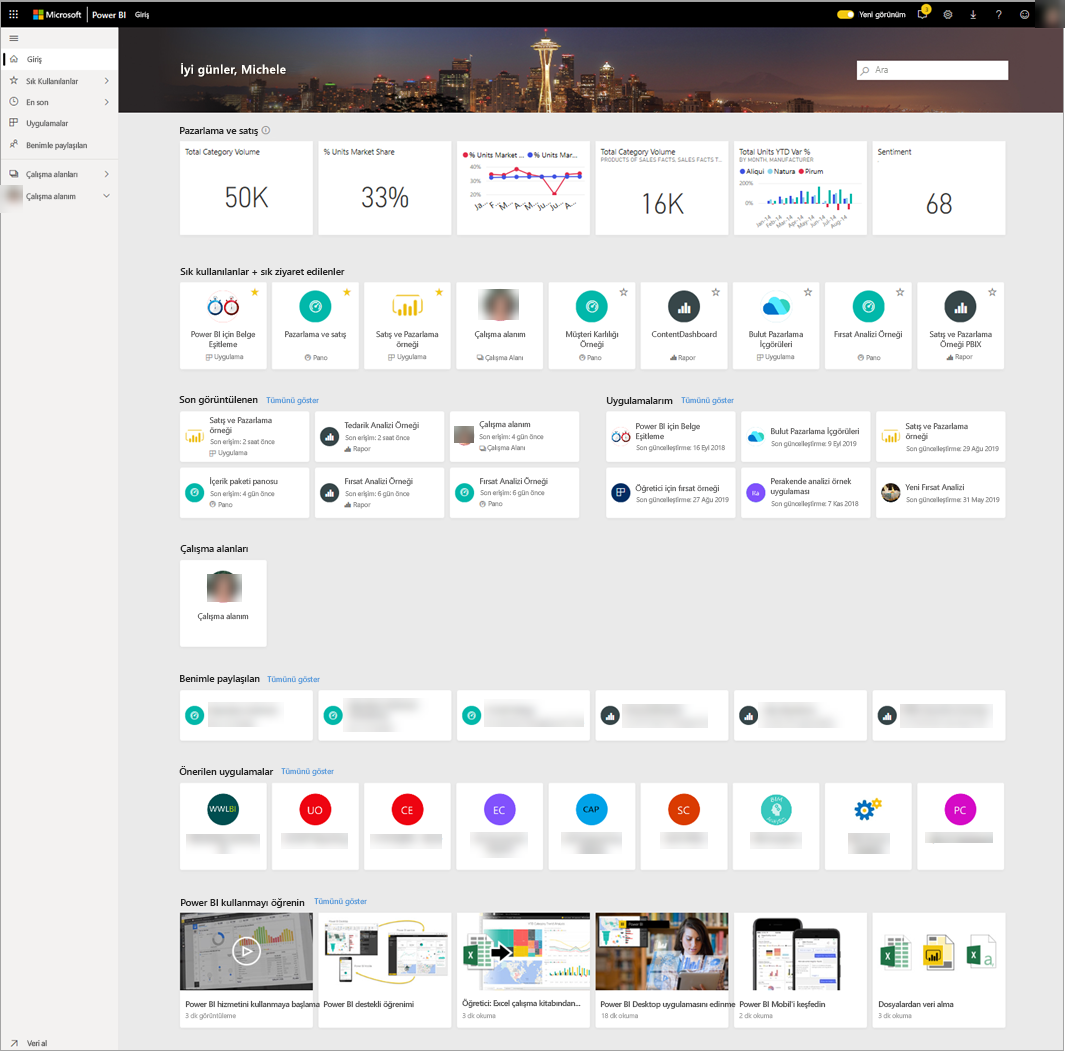 Microsoft Power BI Giriş
Yeni görünüm
3
?
Giriş
Sık Kullanılanlar
En son
Uygulamalar
Benimle paylaşılan
Çalışma alanları
Çalışma alanım
Veri al
İyi günler, Michele
Ara
Pazarlama ve satış
Total Category Volume
50K
% Units Market Share
33%
% Units Market ... % Units Mar...
40%
30%
20%
Ja... F... M... A... M... Ju... Ju... A...
Total Category Volume
PRODUCTS OF SALES FACTS, SALES FACTS T...
16K
Total Units YTD Var %
BY MONTH, MANUFACTURER
Aliqui Natura Pirum
200%
0%
Jan-14 Feb-14 Mar-14 Apr-14 May-14 Jun-14 Jul-14 Aug-14
Sentiment
68
Sık kullanılanlar + sık ziyaret edilenler
Power BI için Belge
Eşitleme
Uygulama
Pazarlama ve satış
Pano
Satış ve Pazarlama
örneği
Uygulama
Çalışma alanım
Çalışma Alanı
Müşteri Karlılığı
Örneği
Pano
ContentDashboard
Rapor
Bulut Pazarlama
İçgörüleri
Uygulama
Fırsat Analizi Örneği
Pano
Satış ve Pazarlama
Örneği PBIX
Rapor
Son görüntülenen Tümünü göster
Satış ve Pazarlama
örneği
Son erişim: 2 saat önce
Uygulama
Tedarik Analizi Örneği
Son erişim: 2 saat önce
Rapor
Çalışma alanım
Son erişim: 4 gün önce
Çalışma Alanı
İçerik paketi panosu
Son erişim: 4 gün önce
Pano
Fırsat Analizi Örneği
Son erişim: 6 gün önce
Rapor
Fırsat Analizi Örneği
Son erişim: 6 gün önce
Pano
Uygulamalarım Tümünü göster
Power BI için Belge
Eşitleme
Son güncelleştirme: 16 Eyl 2018
Bulut Pazarlama İçgörüleri
Son güncelleştirme: 9 Eyl 2019
Satış ve Pazarlama
örneği
Son güncelleştirme: 29 Ağu 2019
Öğretici için fırsat örneği
Son güncelleştirme: 27 Ağu 2019
Perakende analizi örnek
uygulaması
Son güncelleştirme: 7 Kas 2018
Yeni Fırsat Analizi
Son güncelleştirme: 31 May 2019
Çalışma alanları
Çalışma alanım
Benimle paylaşılan Tümünü göster
Önerilen uygulamalar Tümünü göster
WWLBI
UO
CE
EC
CAP
SC
PC
Power BI kullanmayı öğrenin Tümünü göster
Power BI hizmetini kullanmaya başlama
3 dk görüntüleme
Power BI destekli öğrenimi
Öğretici: Excel çalışma kitabından...
3 dk okuma
Power BI Desktop uygulamasını edinme
18 dk okuma
Power BI Mobil'i keşfedin
2 dk okuma
Dosyalardan veri alma
3 dk okuma